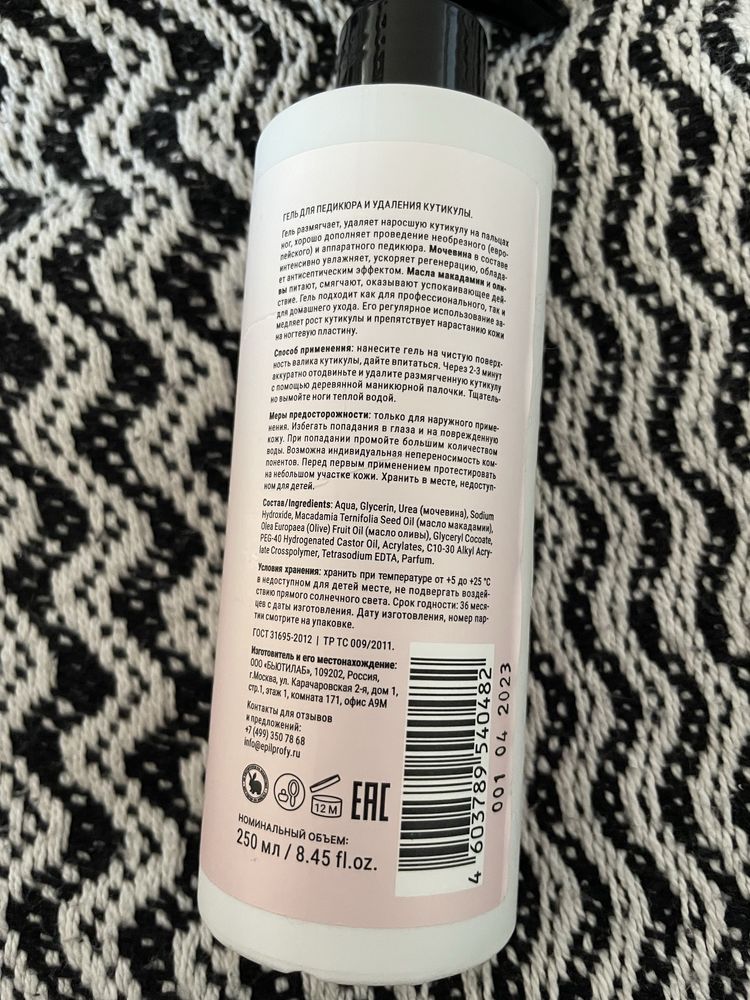 ГЕЛЬ ДЛЯ ПЕДИКЮРА И УДАЛЕНИЯ КУТИКУЛЫ.
Гель размягчает, удаляет наросшую кутикулу на пальцах
ног, хорошо дополняет проведение необрезного (евро-
пейского) и аппаратного педикюра. Мочевина в составе
интенсивно увлажняет, ускоряет регенерацию, облада-
ет антисептическим эффектом. Масла макадамии и оли-
вы питают, смягчают, оказывают успокаивающее дей-
ствие. Гель подходит как для профессионального, так и
для домашнего ухода. Его регулярное использование за-
медляет рост кутикулы и препятствует нарастанию кожи
на ногтевую пластину.
Способ применения: нанесите гель на чистую поверх-
ность валика кутикулы, дайте впитаться. Через 2-3 минут
аккуратно отодвиньте и удалите размягченную кутикулу
с помощью деревянной маникюрной палочки. Тщатель-
но вымойте ноги теплой водой.
Меры предосторожности: только для наружного приме-
нения. Избегать попадания в глаза и на поврежденную
кожу. При попадании промойте большим количеством
воды. Возможна индивидуальная непереносимость ком-
понентов. Перед первым применением протестировать
на небольшом участке кожи. Хранить в месте, недоступ-
ном для детей.
Состав/Ingredients: Aqua, Glycerin, Urea (мочевина), Sodium
Hydroxide, Macadamia Ternifolia Seed Oil (масло макадамии),
Olea Europaea (Olive) Fruit Oil (масло оливы), Glyceryl Cocoate,
PEG-40 Hydrogenated Castor Oil, Acrylates, C10-30 Alkyl Acry-
late Crosspolymer, Tetrasodium EDTA, Parfum.
Условия хранения: хранить при температуре от +5 до +25 °C
в недоступном для детей месте, не подвергать воздей-
ствию прямого солнечного света. Срок годности: 36 меся-
цев с даты изготовления. Дату изготовления, номер пар-
тии смотрите на упаковке.
ГОСТ 31695-2012 | ТР ТС 009/2011.
Изготовитель и его местонахождение:
ООО «БЬЮТИЛАБ», 109202, Россия,
г.Москва, ул. Карачаровская 2-я, дом 1,
стр.1, этаж 1, комната 171, офис А9М
Контакты для отзывов
и предложений:
+7 (499) 350 78 68
info@epilprofy.ru
12 M
EAC
НОМИНАЛЬНЫЙ ОБЪЕМ:
250 мл / 8.45 fl.oz.
4 603789 540482
001 04 2023